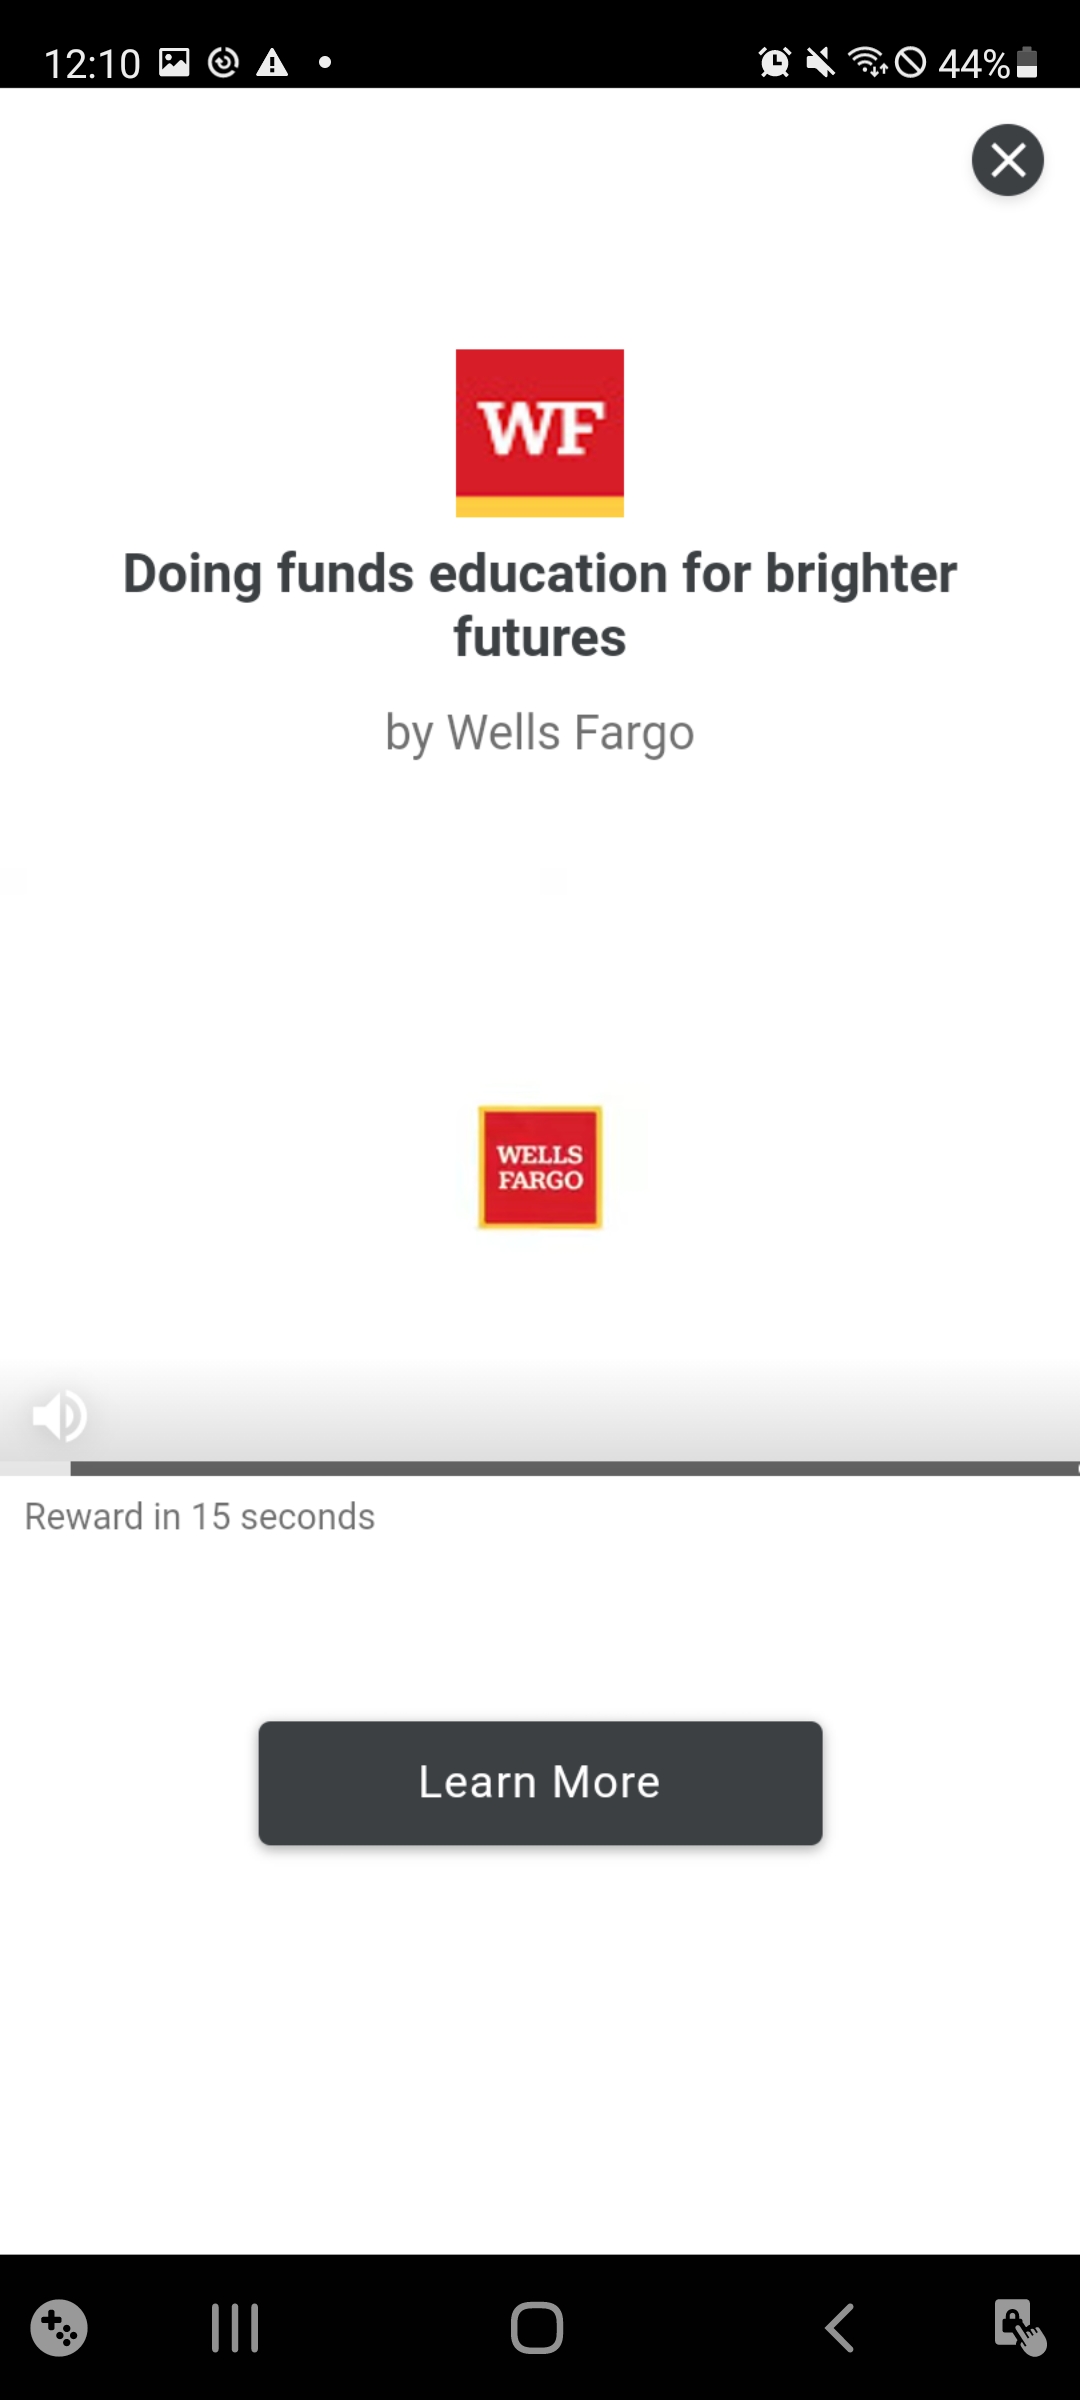 12:10 44%
WF
Doing funds education for brighter
futures
by Wells Fargo
WELLS
FARGO
Reward in 15 seconds
Learn More